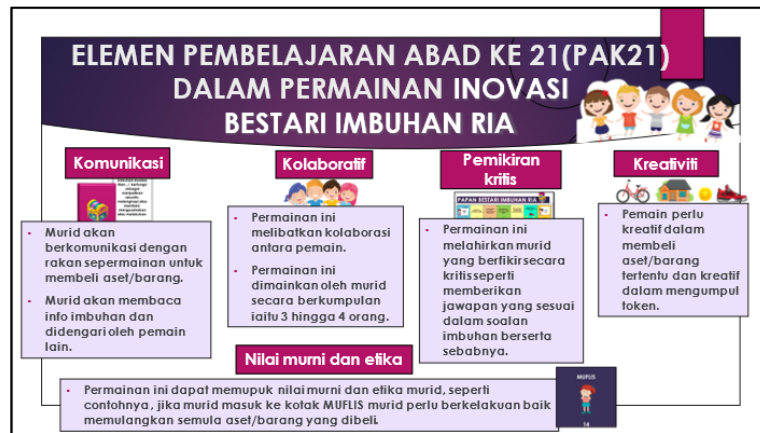 ELEMEN PEMBELAJARAN ABAD KE 21(PAK21)
DALAM PERMAINAN INOVASI
BESTARI IMBUHAN RIA
Komunikasi
• Murid akan
berkomunikasi dengan
rakan sepermainan untuk
membeli aset/barang.
• Murid akan membaca
info imbuhan dan
didengari oleh pemain
lain.
Kolaboratif
• Permainan ini
melibatkan kolaborasi
antara pemain.
• Permainan ini
dimainkan oleh murid
secara berkumpulan
iaitu 3 hingga 4 orang.
Pemikiran
kritis
PAPAN BESTARI IMBUHAN RIA
• Permainan ini
melahirkan murid
yang berfikir secara
kritis seperti
memberikan
jawapan yang sesuai
dalam soalan
imbuhan berserta
sebabnya.
Kreativiti
• Pemain perlu
kreatif dalam
membeli
aset/barang
tertentu dan kreatif
dalam mengumpul
token.
Nilai murni dan etika
• Permainan ini dapat memupuk nilai murni dan etika murid, seperti
contohnya, jika murid masuk ke kotak MUFLIS murid perlu berkelakuan baik
memulangkan semula aset/barang yang dibeli.
MUFLIS
14